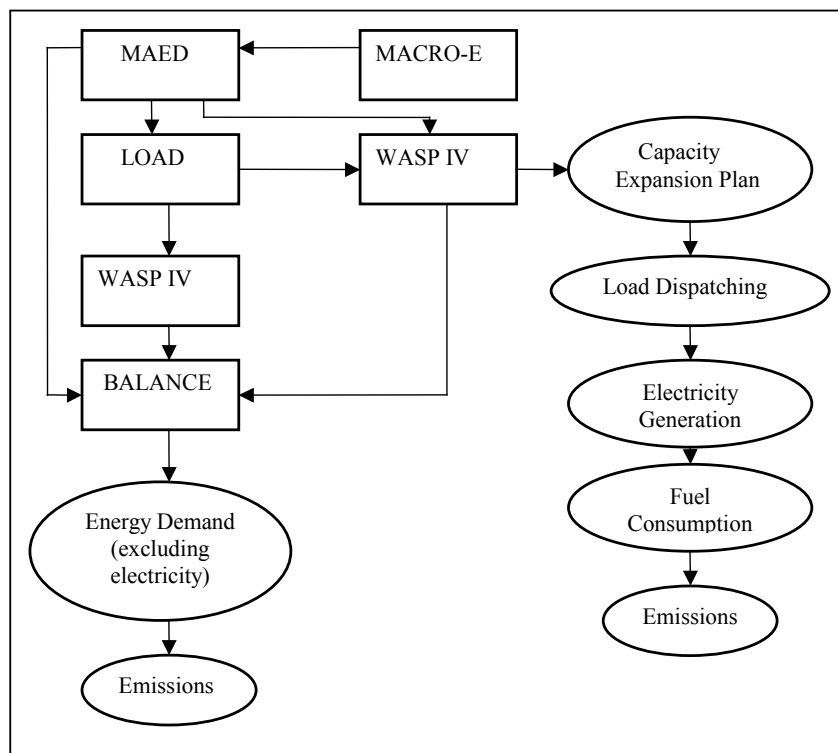 MAED
MACRO-E
LOAD
WASP IV
Capacity
Expansion Plan
WASP IV
Load Dispatching
BALANCE
Electricity
Generation
Energy Demand
(excluding
electricity)
Fuel
Consumption
Emissions
Emissions